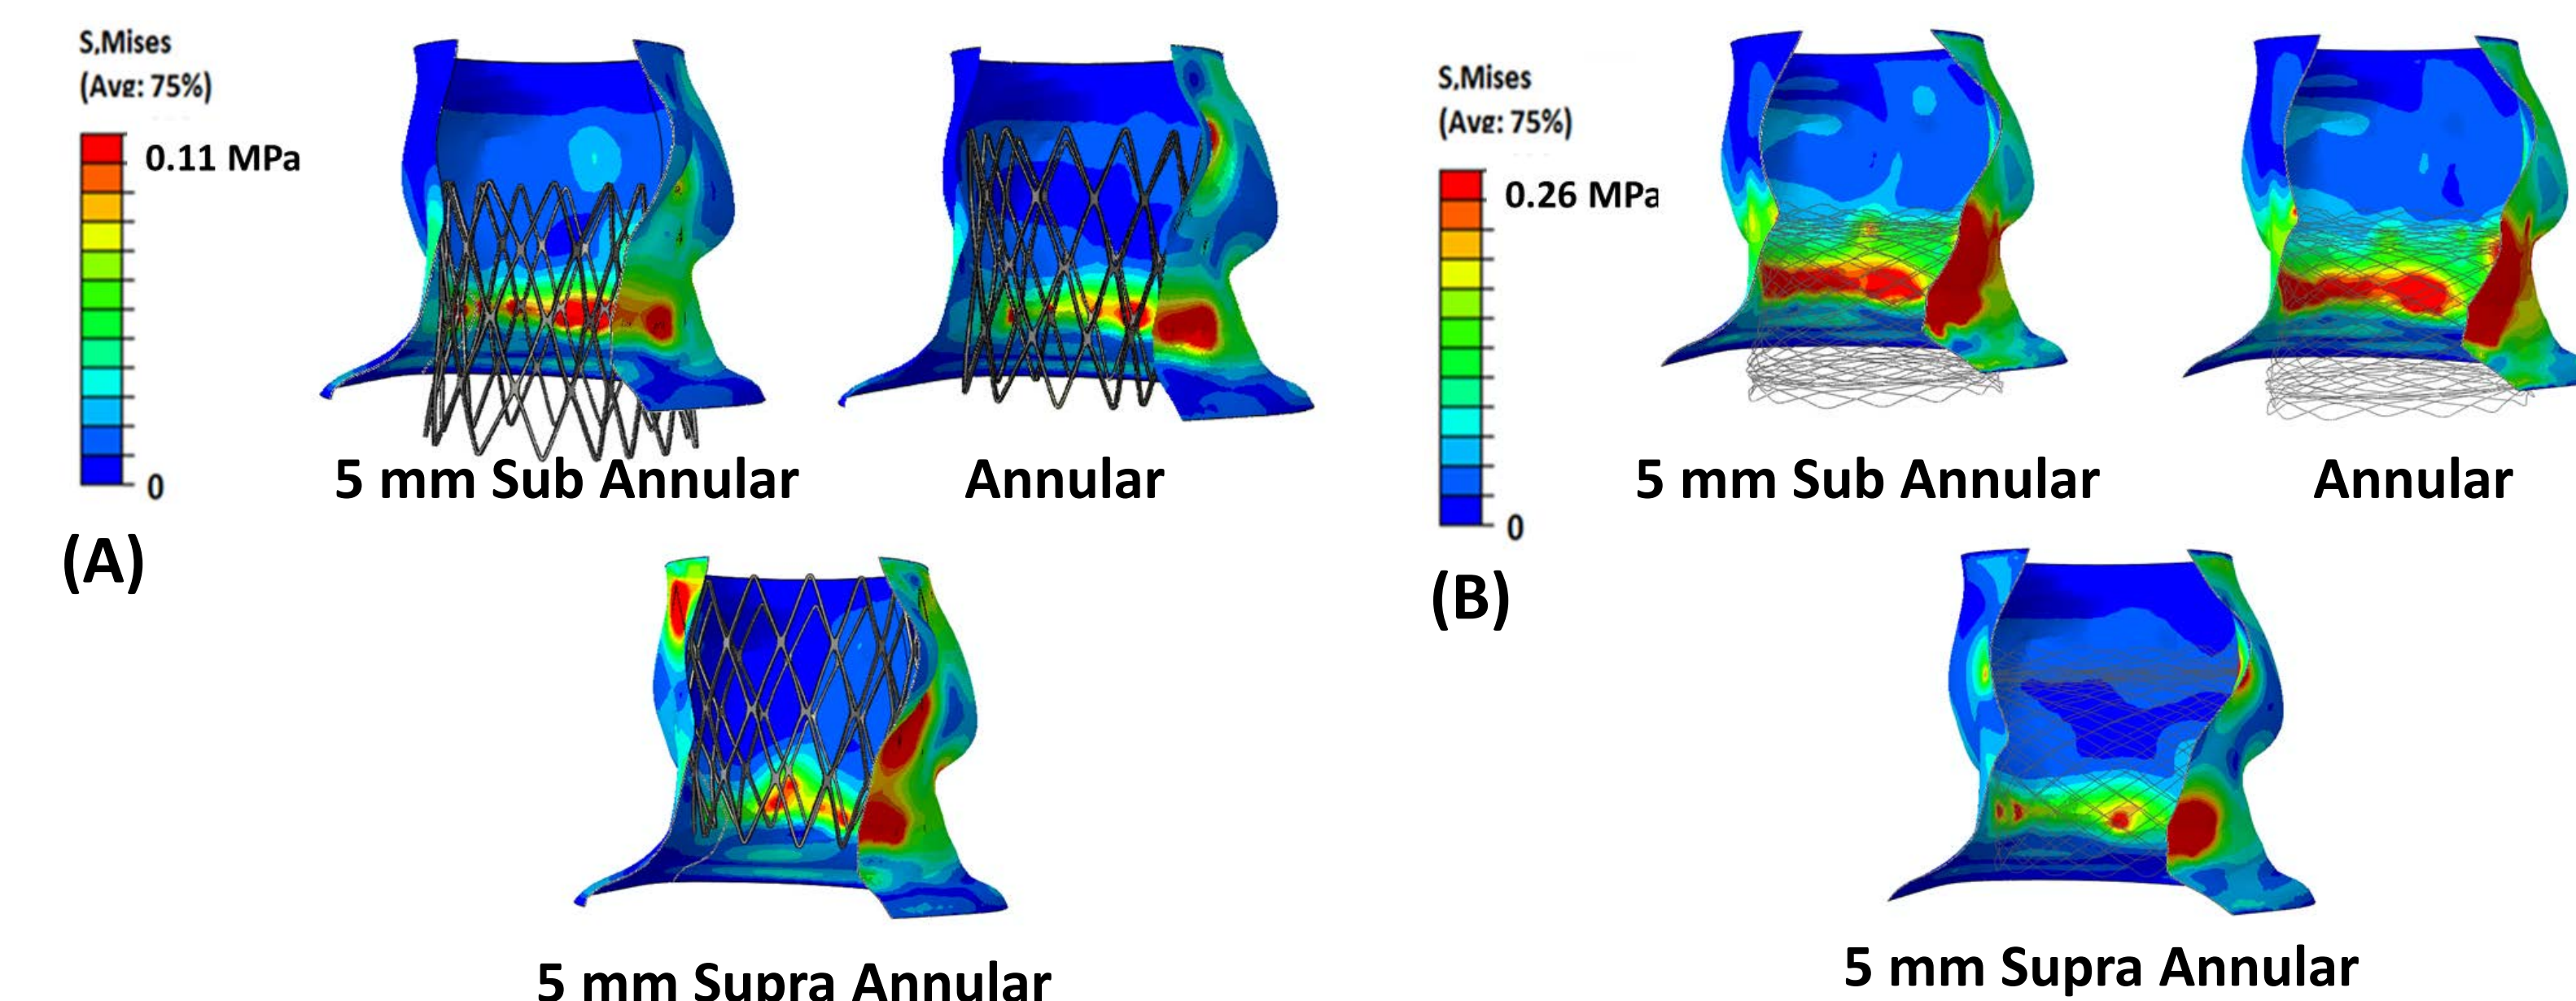 S,Mises
(Avg: 75%)
0.11 MPa
0
5 mm Sub Annular
Annular
(A)
5 mm Supra Annular
S,Mises
(Avg: 75%)
0.26 MPa
0
5 mm Sub Annular
Annular
(B)
5 mm Supra Annular